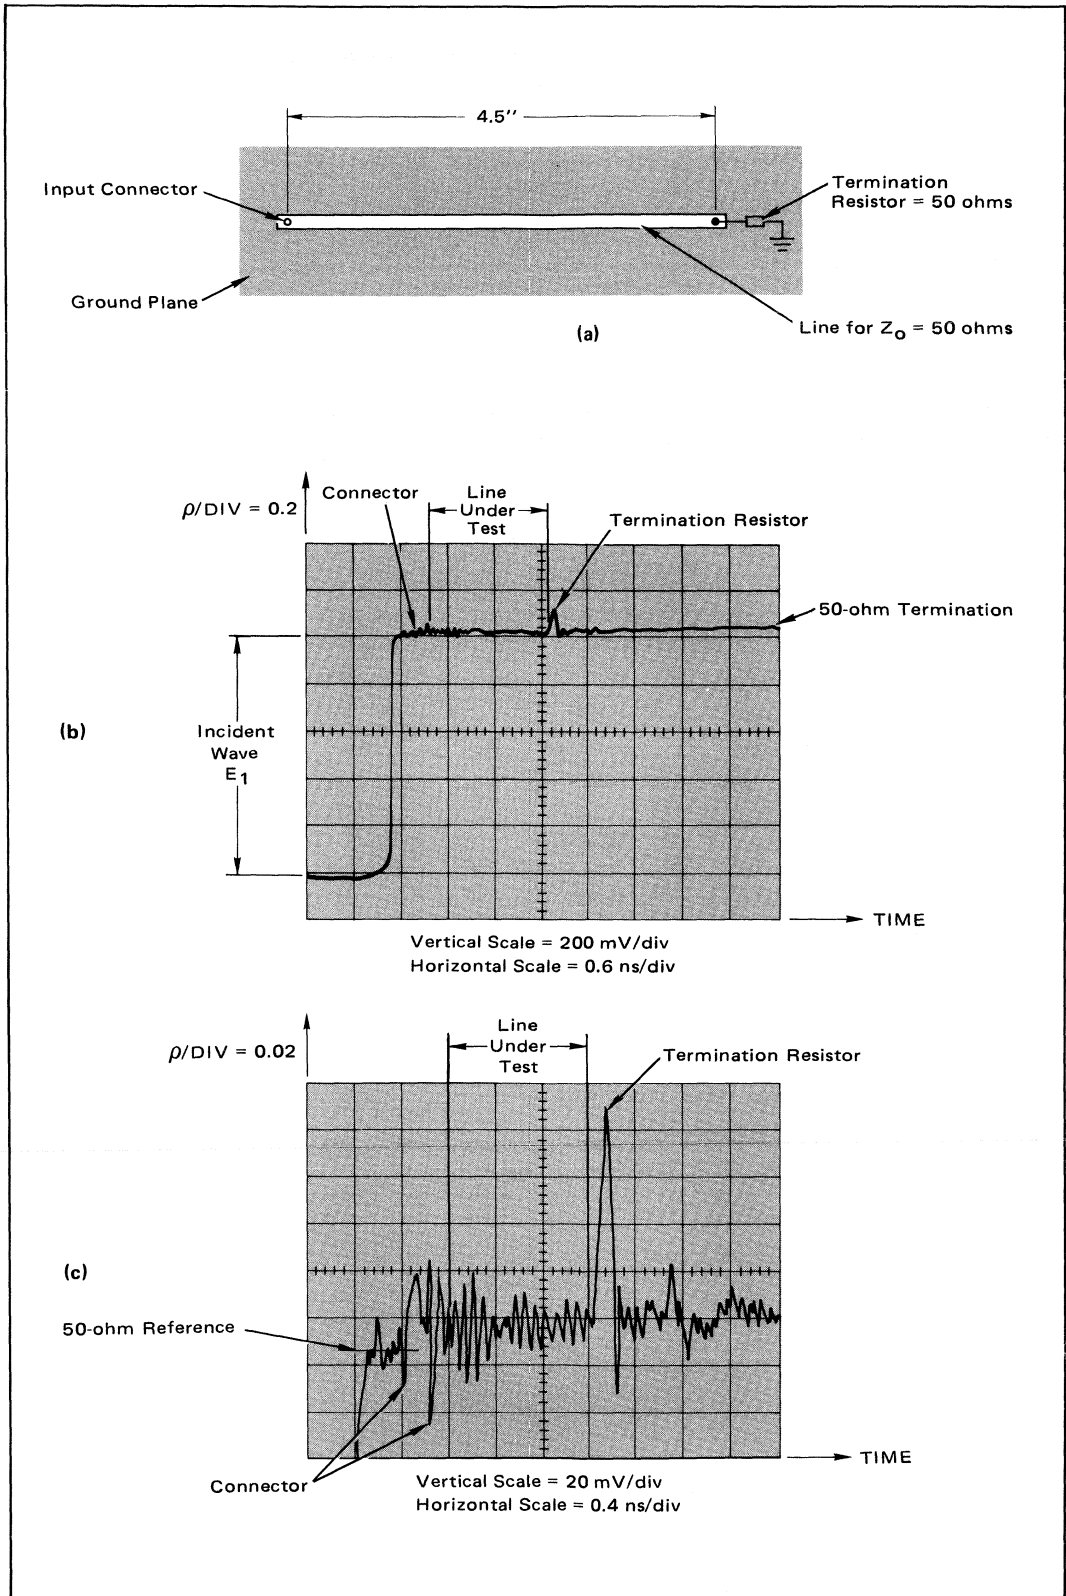 4.5″
Input Connector
Termination
Resistor = 50 ohms
Ground Plane
Line for Zo = 50 ohms
(a)
ρ/DIV = 0.2
Connector
Line
Under
Test
Termination Resistor
50-ohm Termination
(b)
Incident
Wave
E1
TIME
Vertical Scale = 200 mV/div
Horizontal Scale = 0.6 ns/div
ρ/DIV = 0.02
Line
Under
Test
Termination Resistor
(c)
50-ohm Reference
Connector
TIME
Vertical Scale = 20 mV/div
Horizontal Scale = 0.4 ns/div